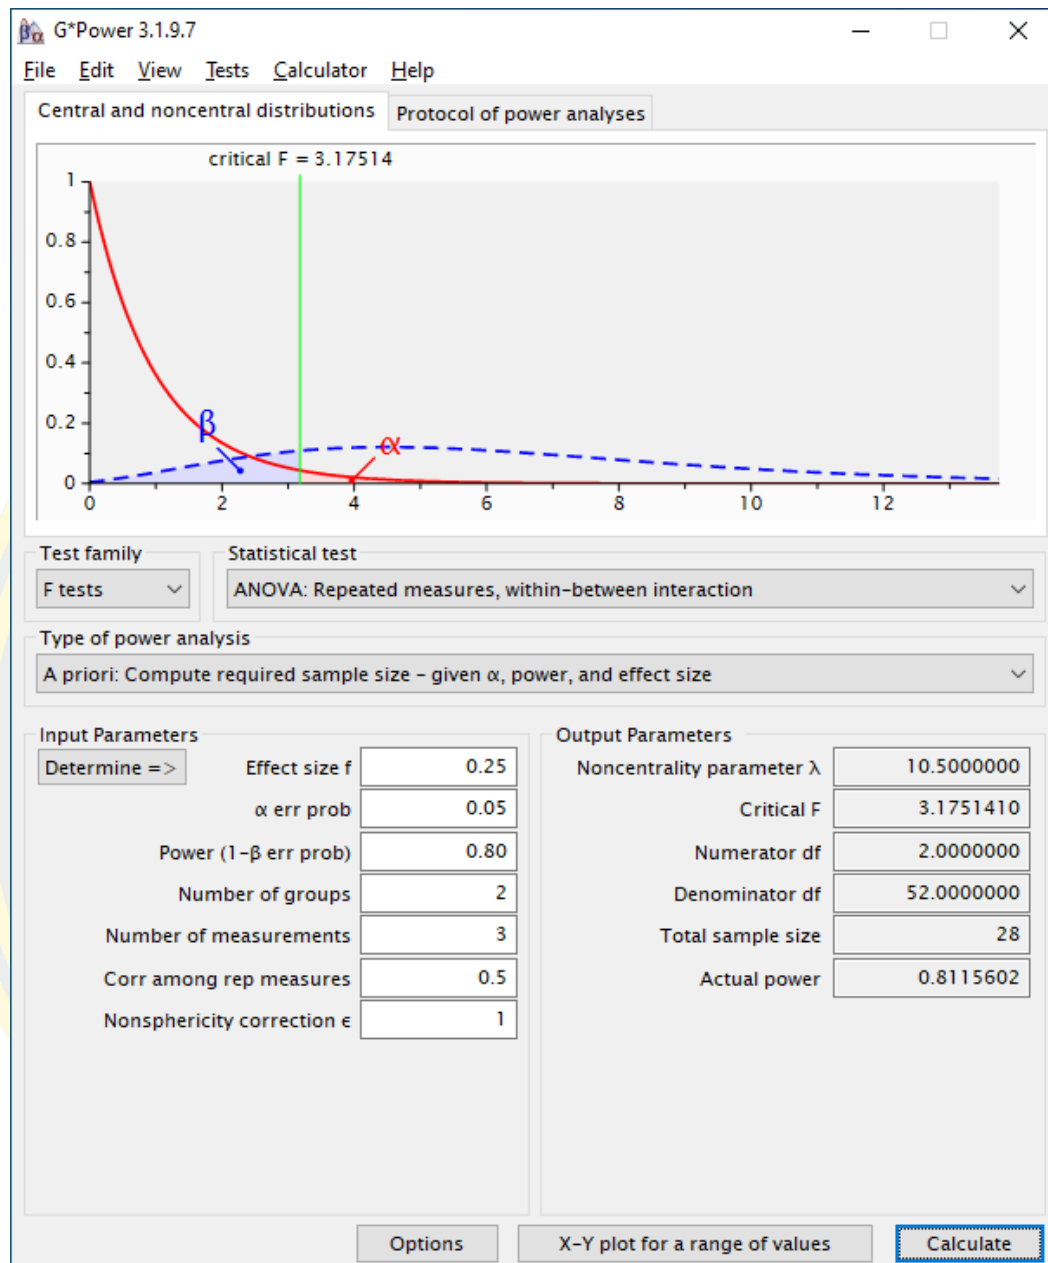 G*Power 3.1.9.7
File Edit View Tests Calculator Help
Central and noncentral distributions Protocol of power analyses
critical F = 3.17514
1
0.8
0.6
0.4
0.2
0
β
α
0 2 4 6 8 10 12
Test family Statistical test
F tests ANOVA: Repeated measures, within-between interaction
Type of power analysis
A priori: Compute required sample size - given α, power, and effect size
Input Parameters Output Parameters
Determine => Effect size f 0.25 Noncentrality parameter λ 10.5000000
α err prob 0.05 Critical F 3.1751410
Power (1-β err prob) 0.80 Numerator df 2.0000000
Number of groups 2 Denominator df 52.0000000
Number of measurements 3 Total sample size 28
Corr among rep measures 0.5 Actual power 0.8115602
Nonsphericity correction ϵ 1
Options X-Y plot for a range of values Calculate